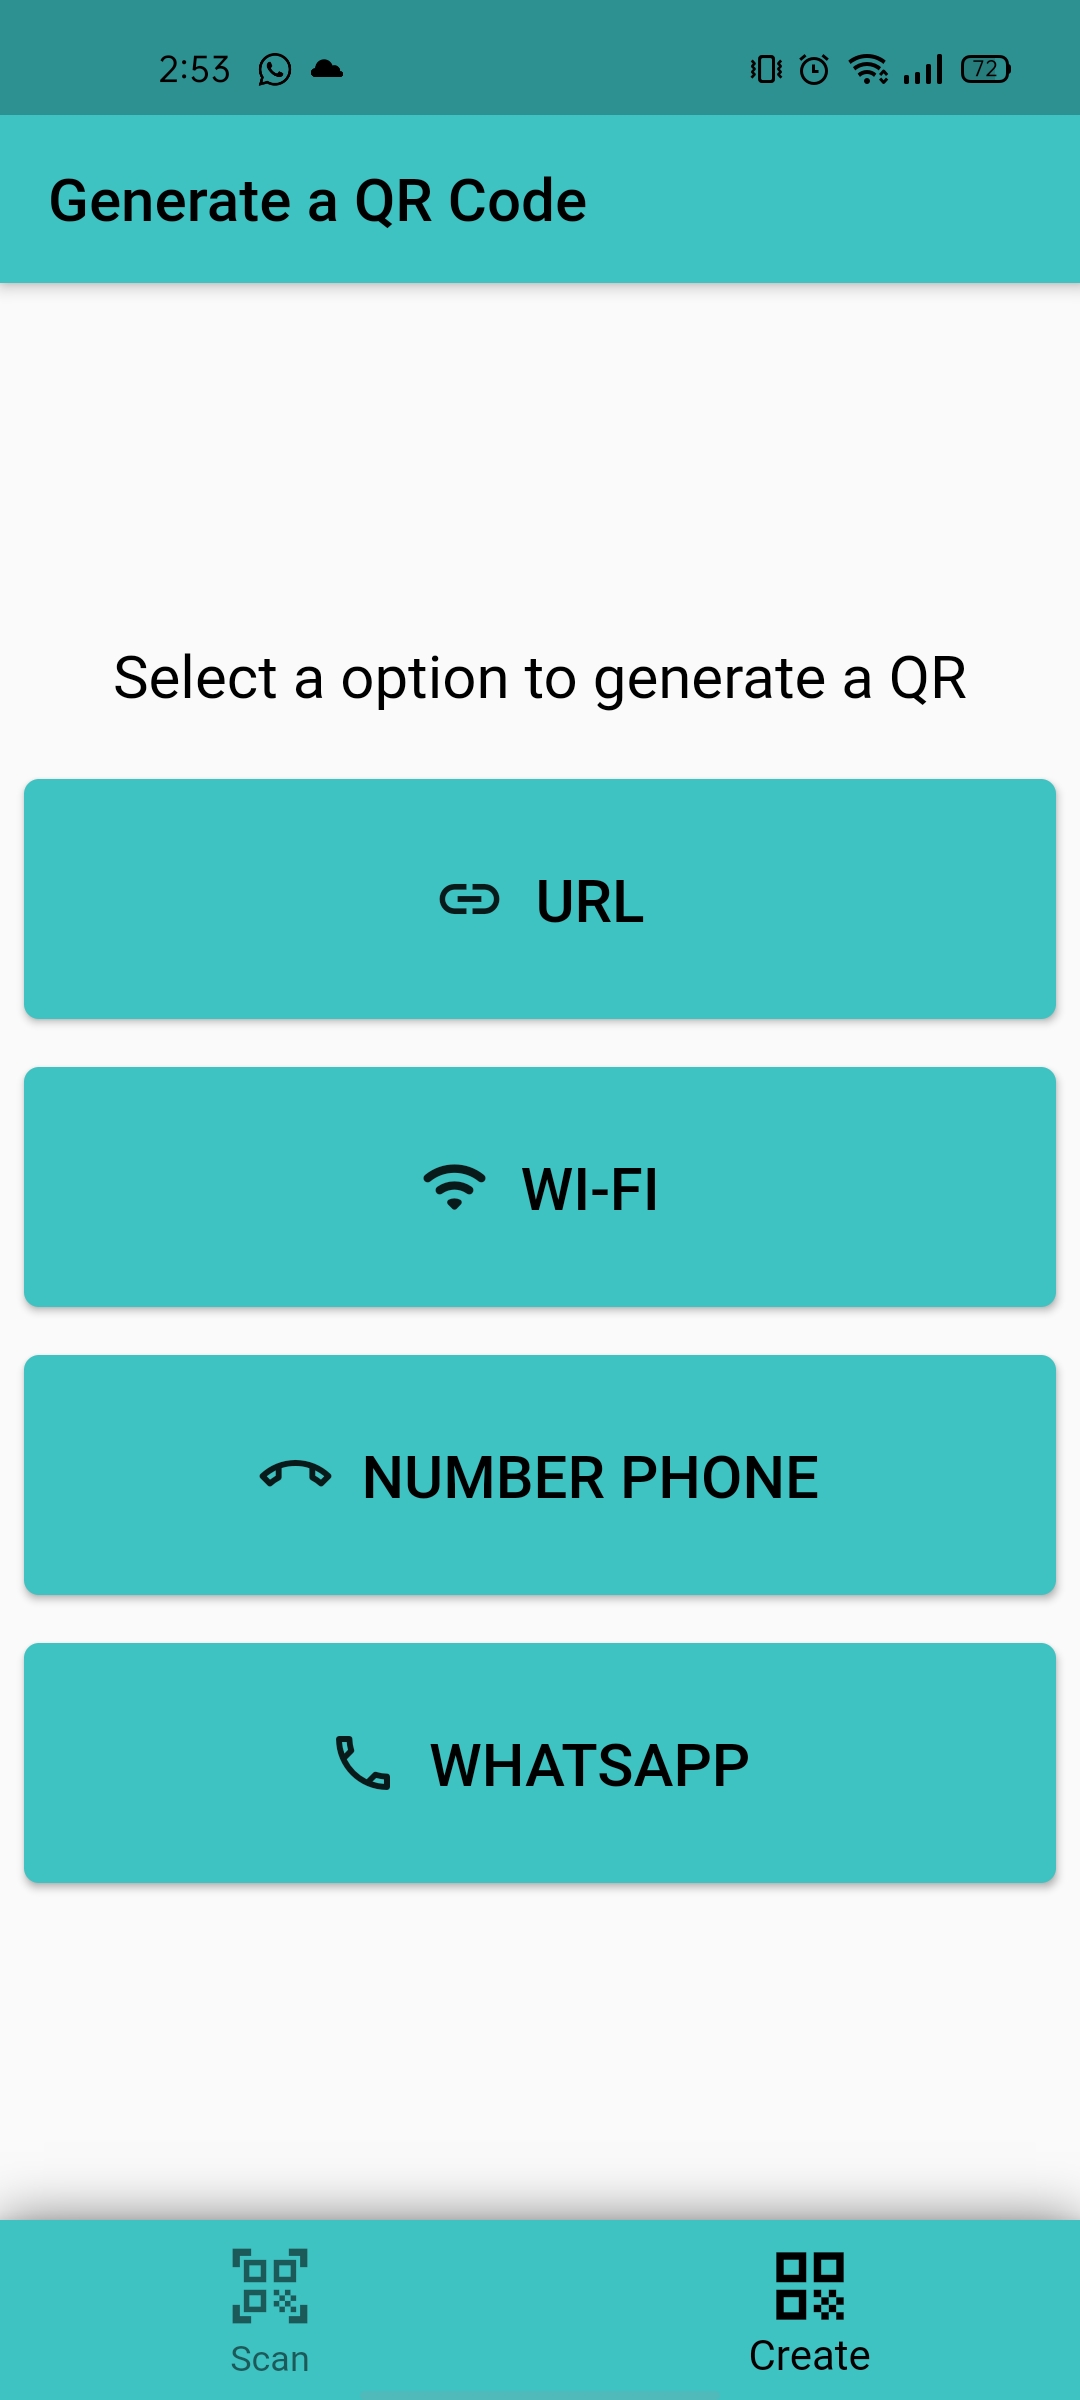 2:53 72
Generate a QR Code
Select a option to generate a QR
URL
WI-FI
NUMBER PHONE
WHATSAPP
Scan Create